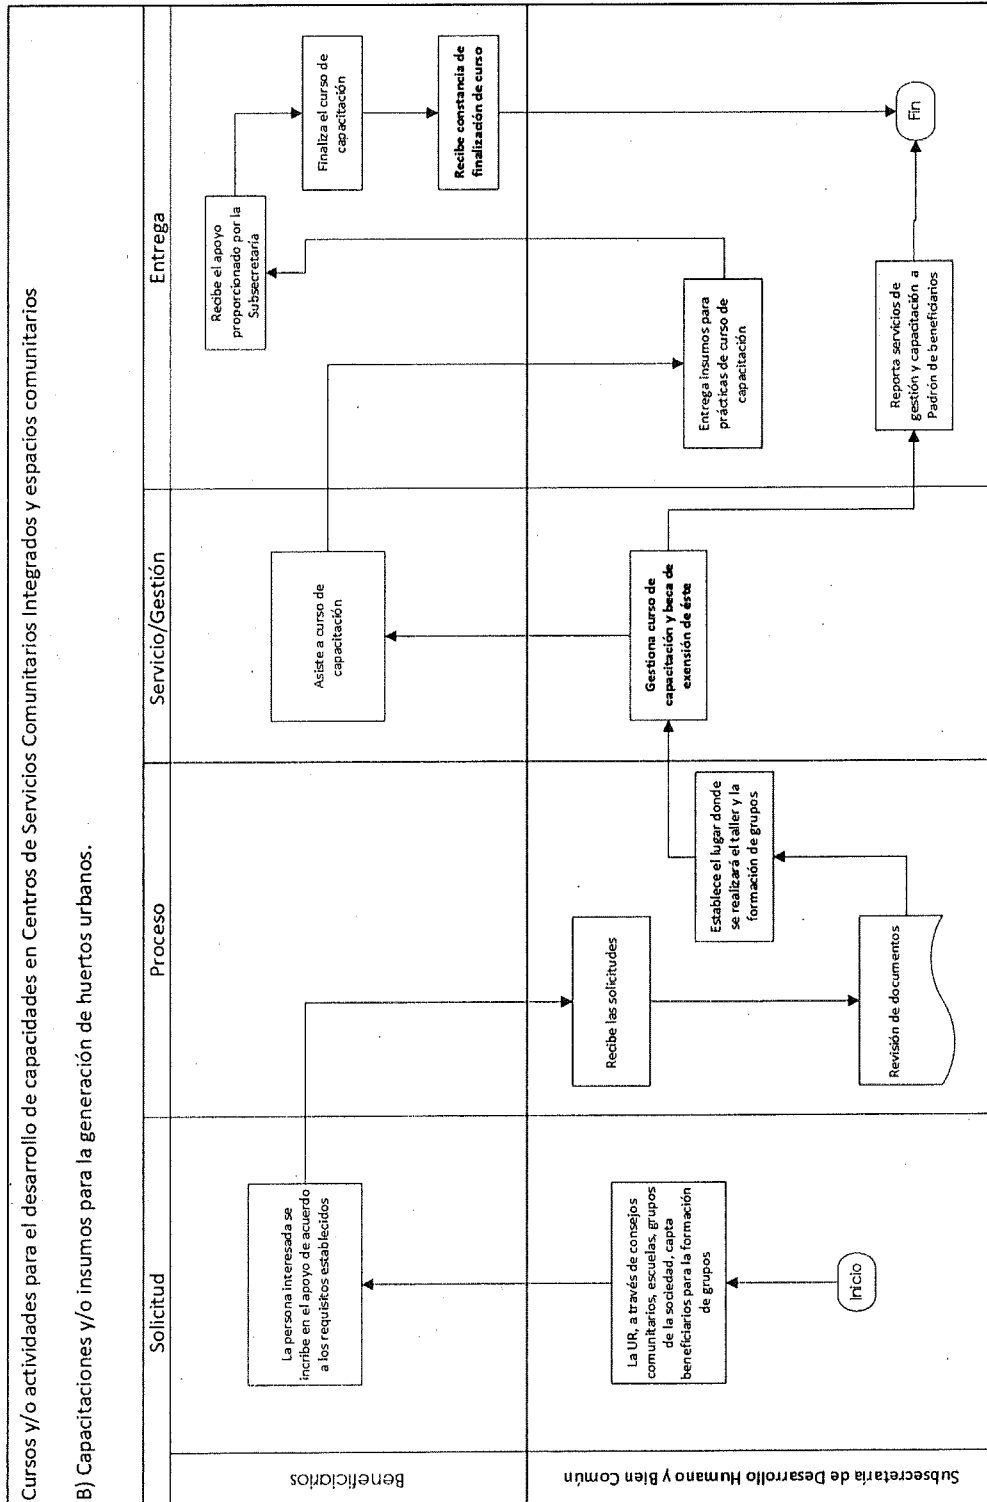 Cursos y/o actividades para el desarrollo de capacidades en Centros de Servicios Comunitarios Integrados y espacios comunitarios
B) Capacitaciones y/o insumos para la generación de huertos urbanos.
Solicitud
Proceso
Servicio/Gestión
Entrega
Beneficiarios
La persona interesada se
incribe en el apoyo de acuerdo
a los requisitos establecidos
Asiste a curso de
capacitación
Recibe el apoyo
proporcionado por la
Subsecretaría
Finaliza el curso de
capacitación
Recibe constancia de
finalización de curso
Subsecretaría de Desarrollo Humano y Bien Común
Inicio
La UR, a través de consejos
comunitarios, escuelas, grupos
de la sociedad, capta
beneficiarios para la formación
de grupos
Recibe las solicitudes
Revisión de documentos
Establece el lugar donde
se realizará el taller y la
formación de grupos
Gestiona curso de
capacitación y beca de
exensión de éste
Entrega insumos para
prácticas de curso de
capacitación
Reporta servicios de
gestión y capacitación a
Padrón de beneficiarios
Fin